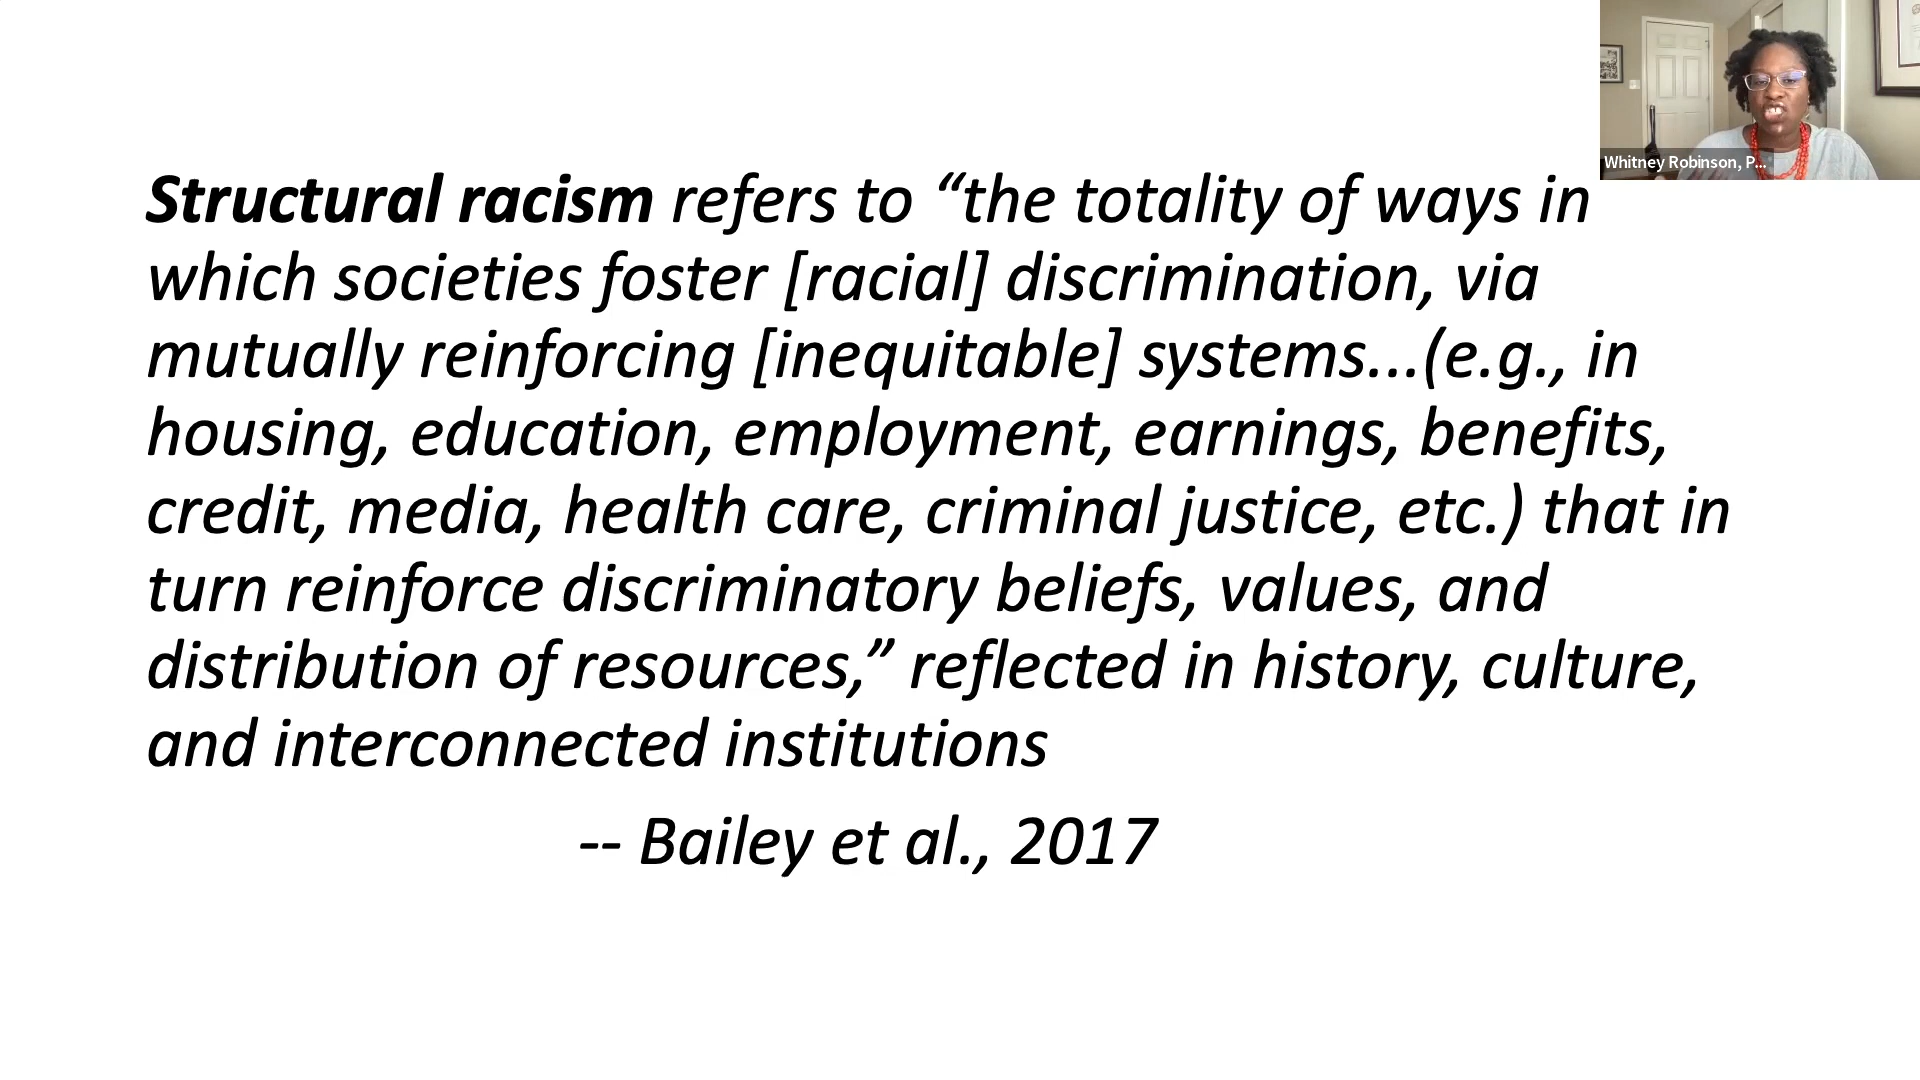 Whitney Robinson, P...
Structural racism refers to “the totality of ways in
which societies foster [racial] discrimination, via
mutually reinforcing [inequitable] systems...(e.g., in
housing, education, employment, earnings, benefits,
credit, media, health care, criminal justice, etc.) that in
turn reinforce discriminatory beliefs, values, and
distribution of resources,” reflected in history, culture,
and interconnected institutions
-- Bailey et al., 2017